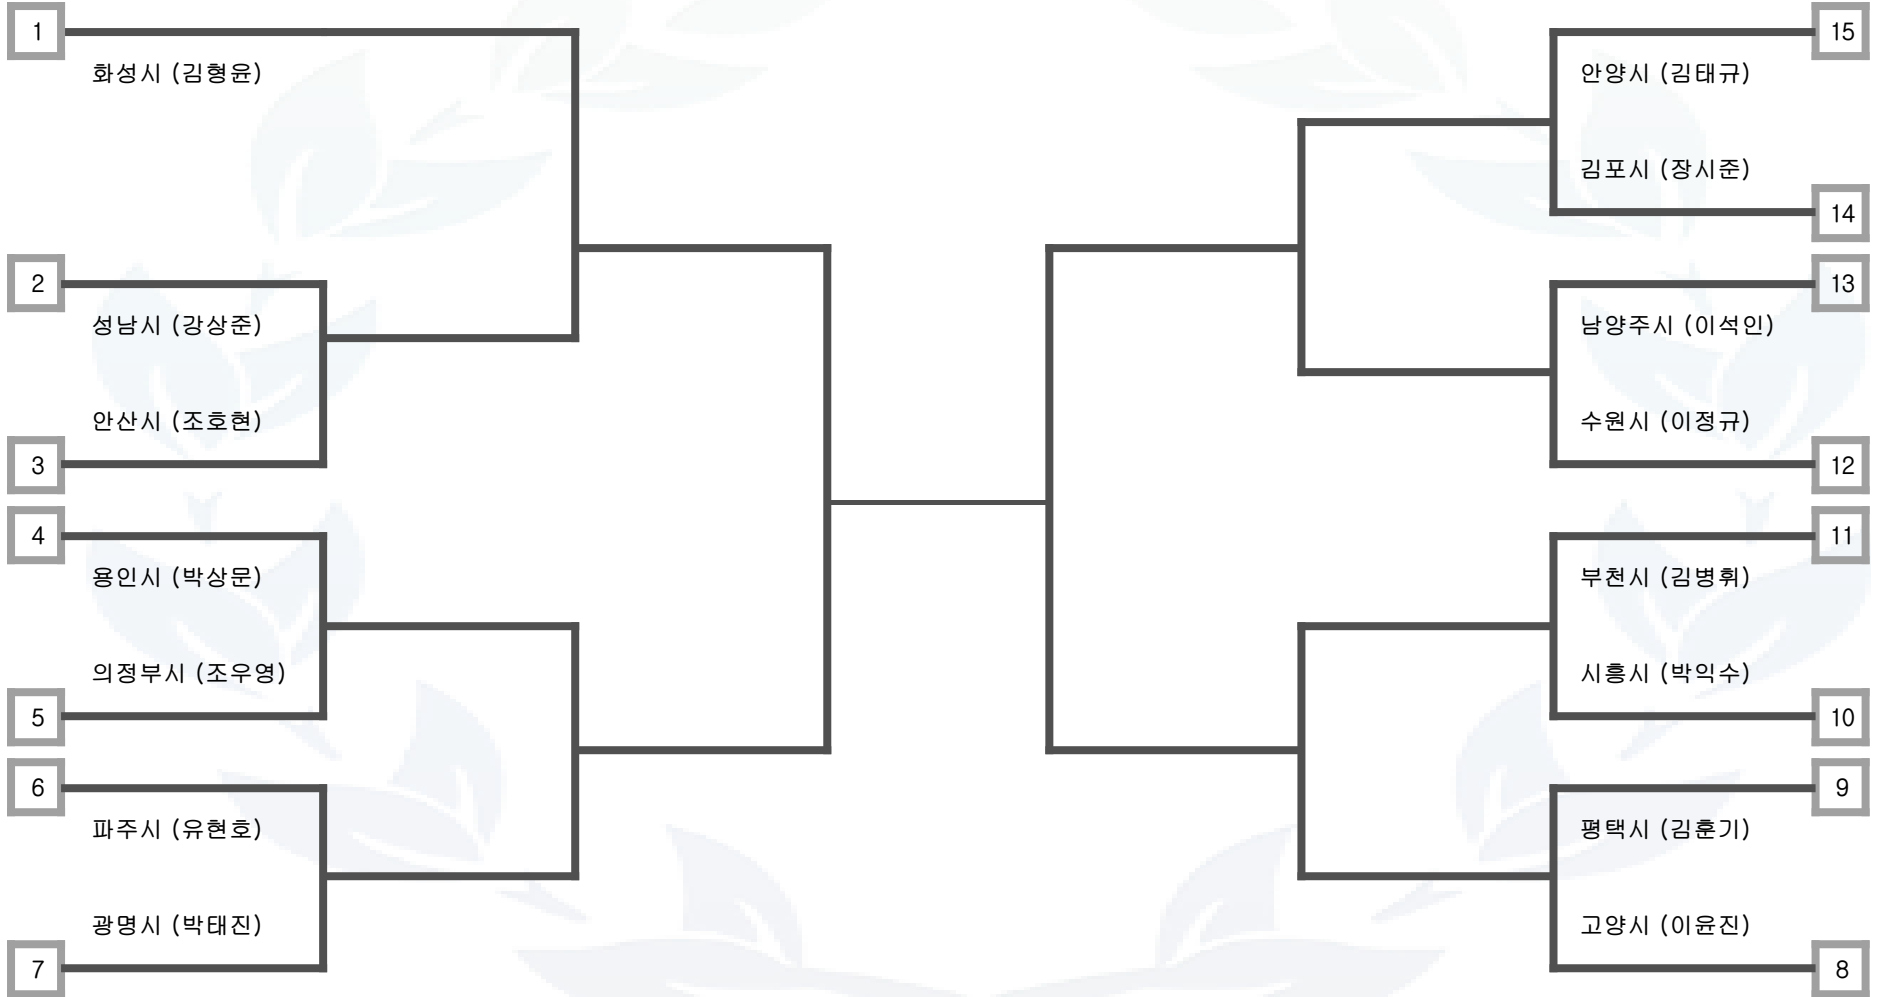 1
화성시 (김형윤)
2
성남시 (강상준)
안산시 (조호현)
3
4
용인시 (박상문)
의정부시 (조우영)
5
6
파주시 (유현호)
광명시 (박태진)
7
15
안양시 (김태규)
김포시 (장시준)
14
13
남양주시 (이석인)
수원시 (이정규)
12
11
부천시 (김병휘)
시흥시 (박익수)
10
9
평택시 (김훈기)
고양시 (이윤진)
8